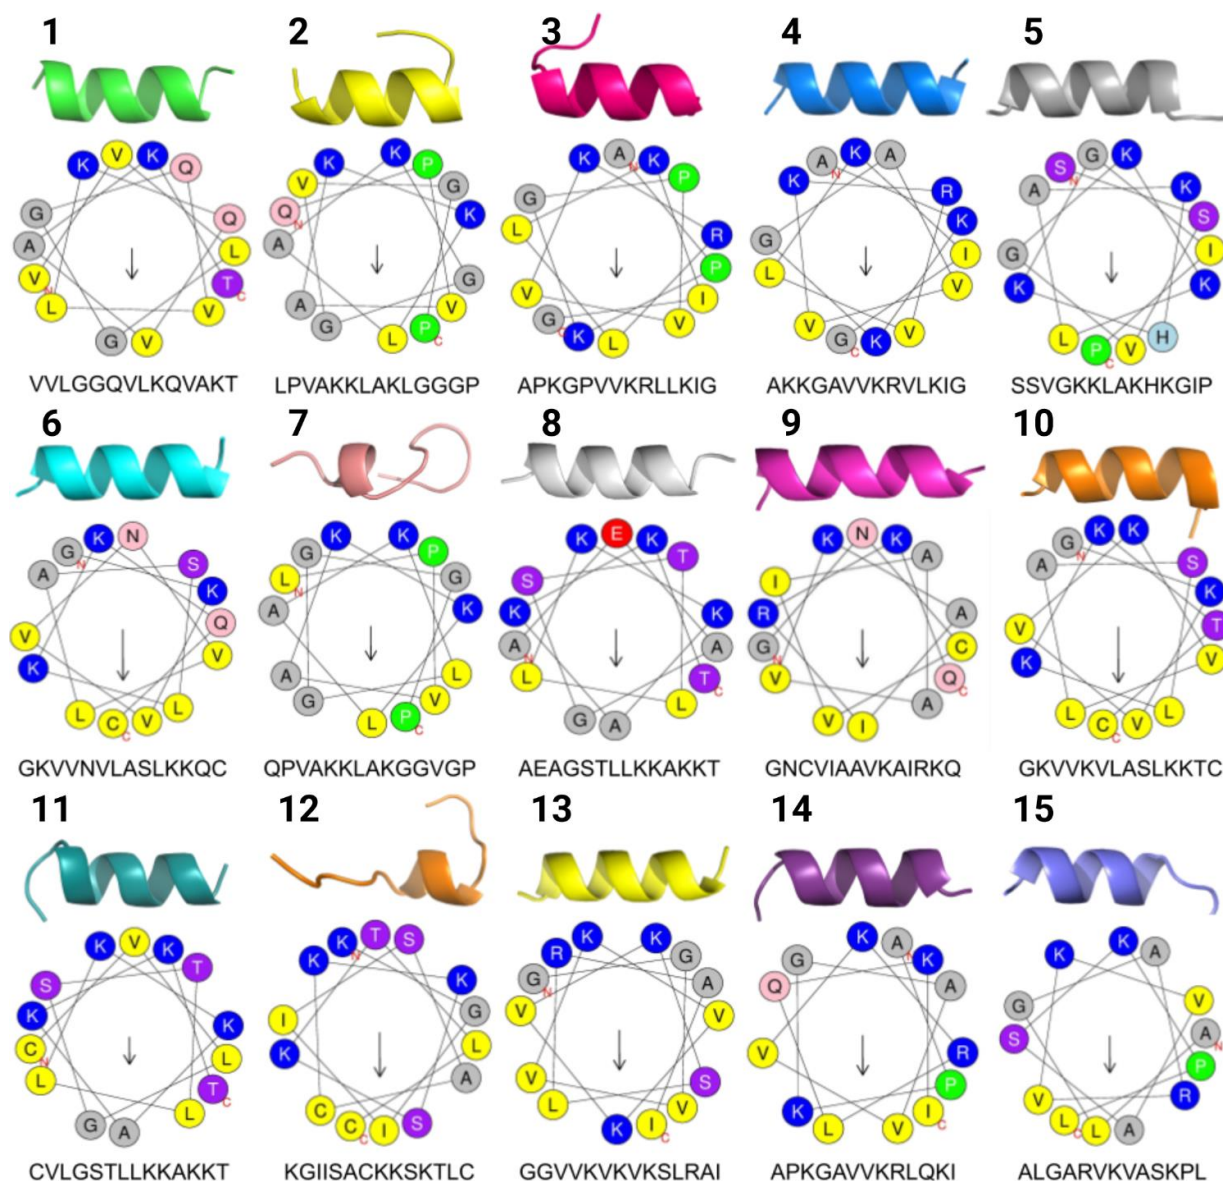 1 2 3 4 5
K V K Q G Q A L V N T C L V G V
K K P V G Q N K A G A V G L P C
K A N K P G L R P V I G C K L V
A N K A K R K G I L V V G C K V
S N G K A K S G I K K L P C V H
VVLGGQVLKQVAKT LPVAKKLAKLGGGP APKGPVVKRLLKIG AKKGAVVKRVLKIG SSVGKKLAKHKGIP
6 7 8 9 10
G N K N A S K Q V V K L C C V L
K K P G G L N K A A L G V L P C
K E K T S K K A N A L T C L G A
K N K A I R A G N C V Q C A V I
G N K K A S K T V V K L C C V L
GKVVNVLASLKKQC QPVAKKLAKGGVGP AEAGSTLLKKAKKT GNCVIAAVKAIRKQ GKVVKVLASLKKTC
11 12 13 14 15
K V K T S K K C N L L T C L G A
K K N T S K G I L K A C C C I S
R K K G G N A V V V S L V K I C
K A N K G Q A V R P K I C L V
K K A V G A N S P R V L C L A
CVLGSTLLKKAKKT KGIISACKKSKTLC GGVVKVKVKSLRAI APKGAVVKRLQKI ALGARVKVASKPL